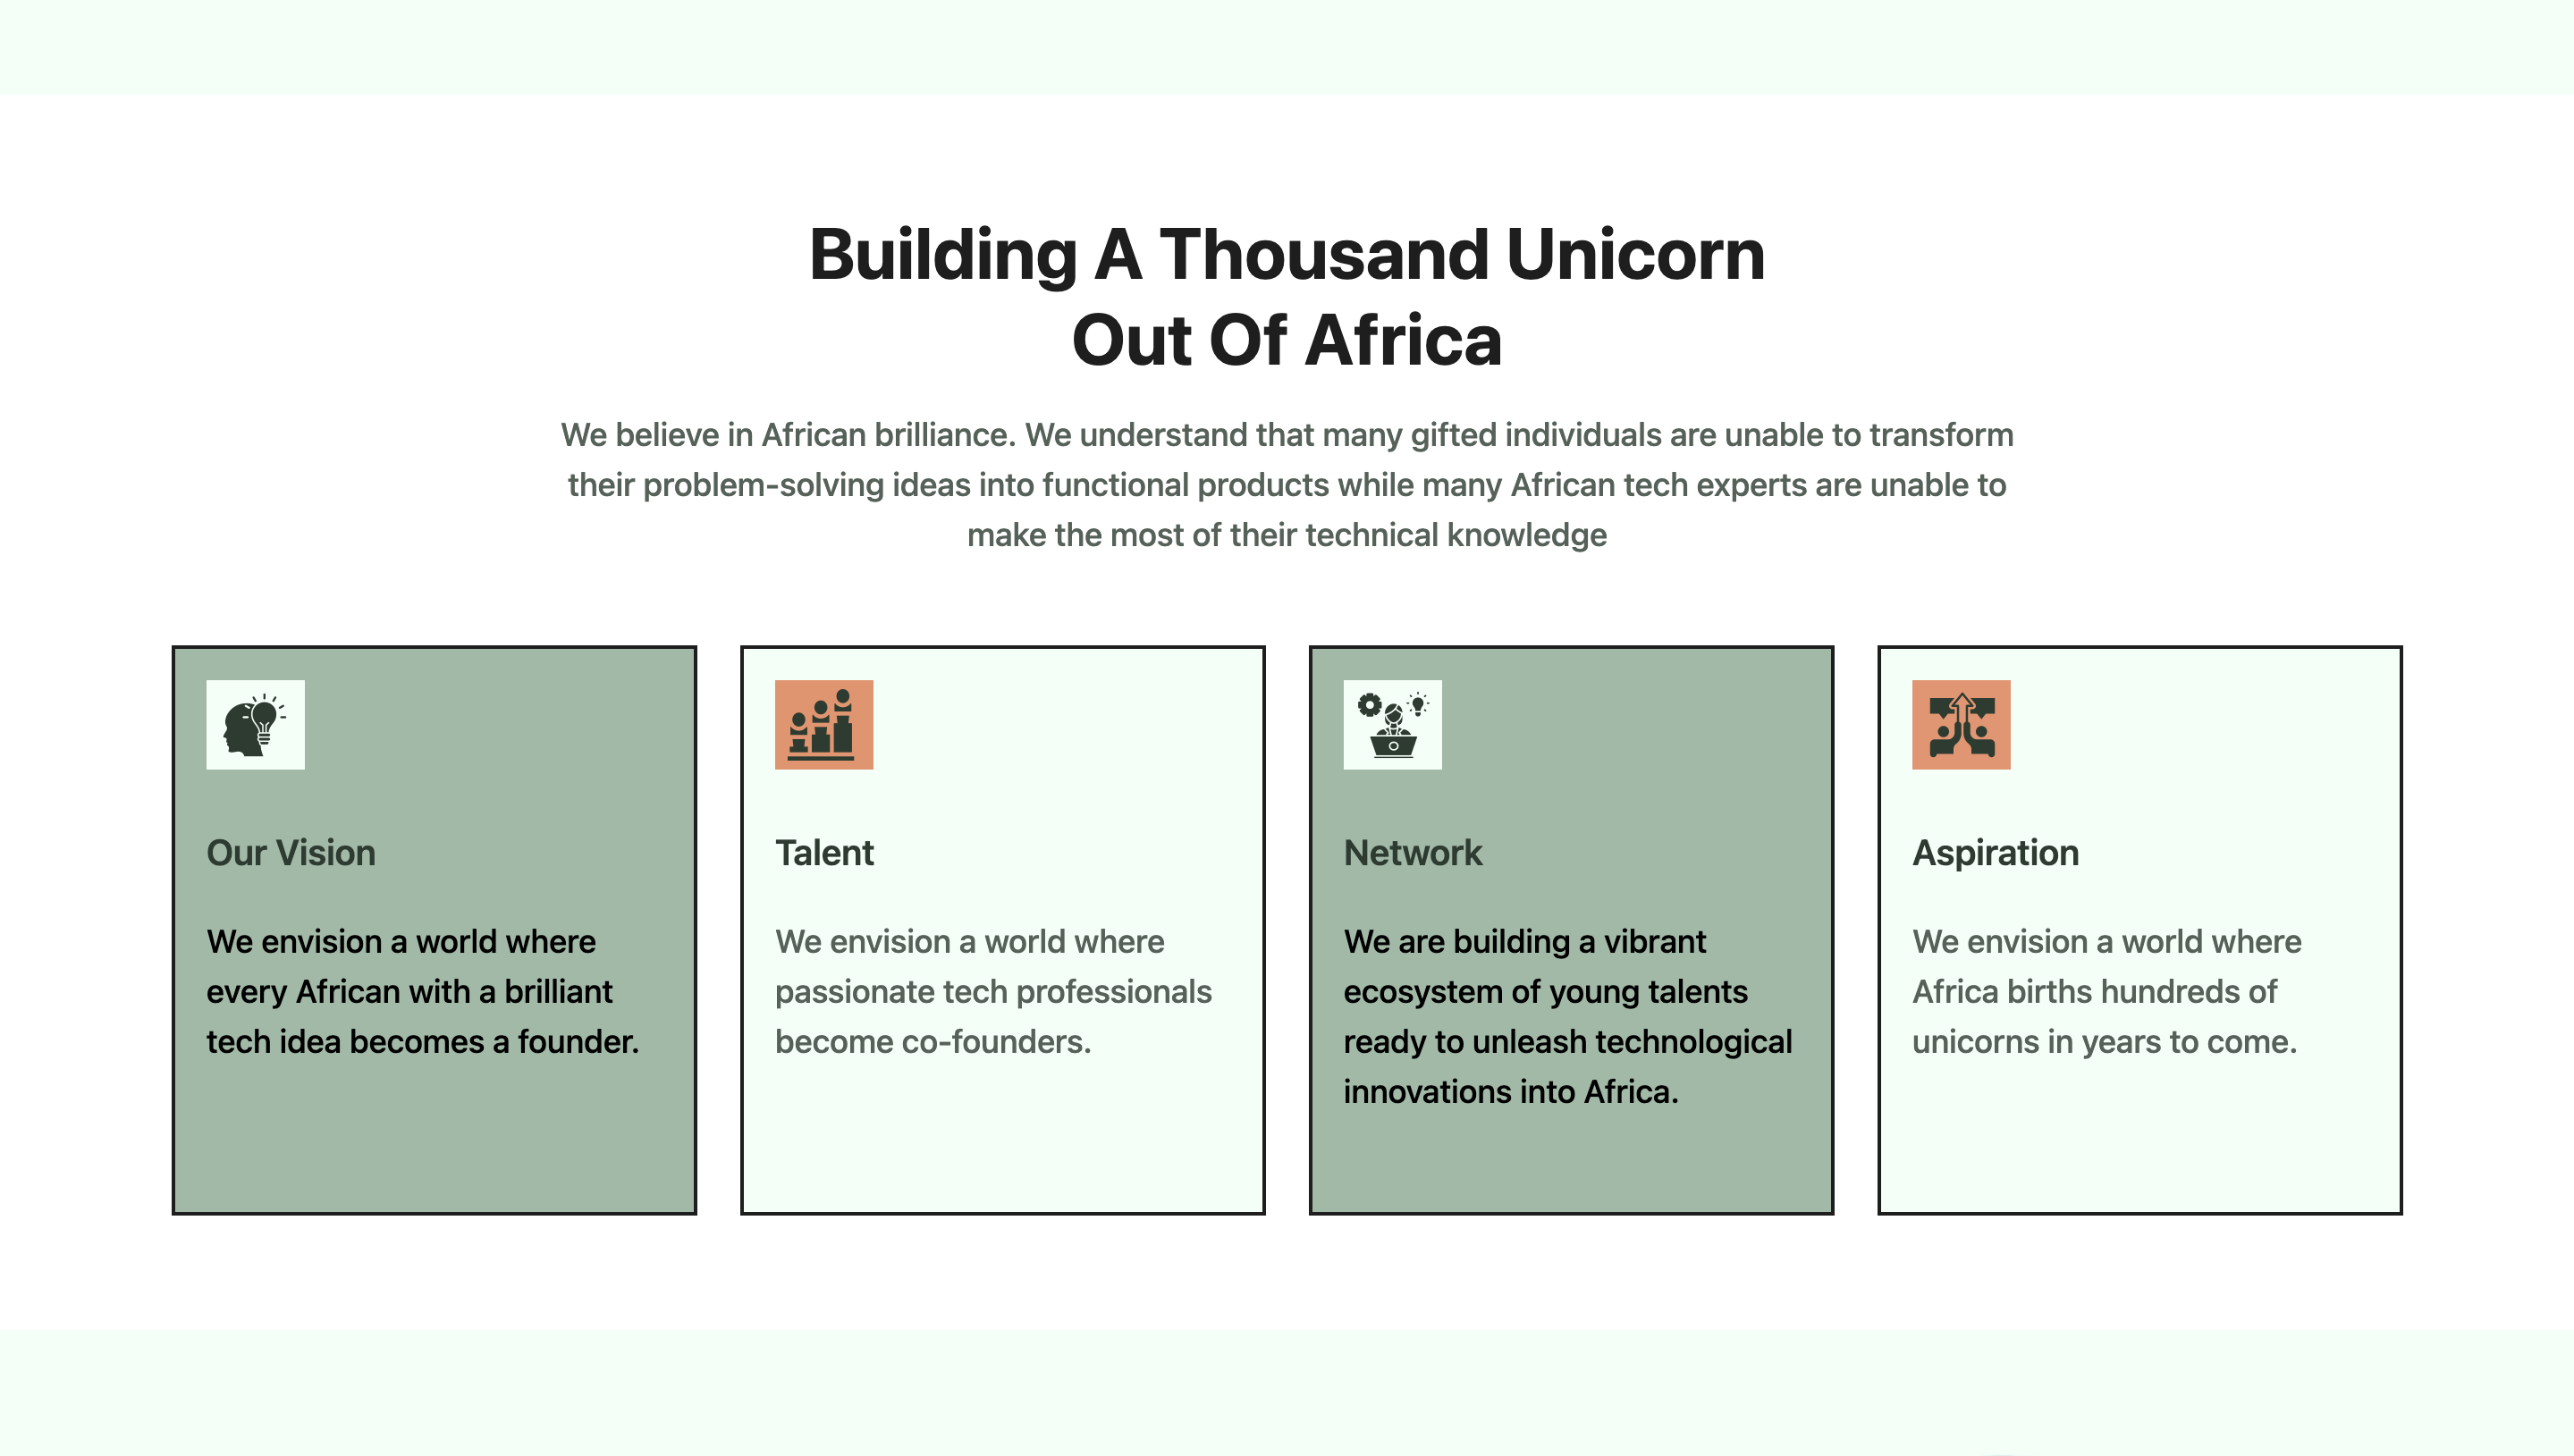 Building A Thousand Unicorn
Out Of Africa
We believe in African brilliance. We understand that many gifted individuals are unable to transform
their problem-solving ideas into functional products while many African tech experts are unable to
make the most of their technical knowledge
Our Vision
We envision a world where
every African with a brilliant
tech idea becomes a founder.
Talent
We envision a world where
passionate tech professionals
become co-founders.
Network
We are building a vibrant
ecosystem of young talents
ready to unleash technological
innovations into Africa.
Aspiration
We envision a world where
Africa births hundreds of
unicorns in years to come.